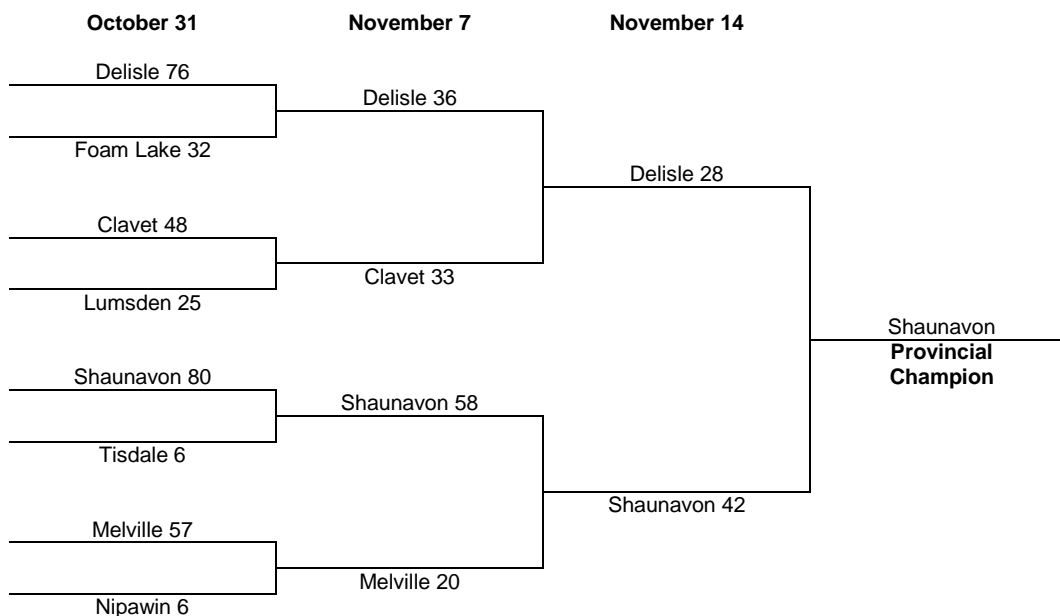 October 31
November 7
November 14
Delisle 76
Foam Lake 32
Clavet 48
Lumsden 25
Shaunavon 80
Tisdale 6
Melville 57
Nipawin 6
Delisle 36
Clavet 33
Shaunavon 58
Melville 20
Delisle 28
Shaunavon 42
Shaunavon
Provincial
Champion